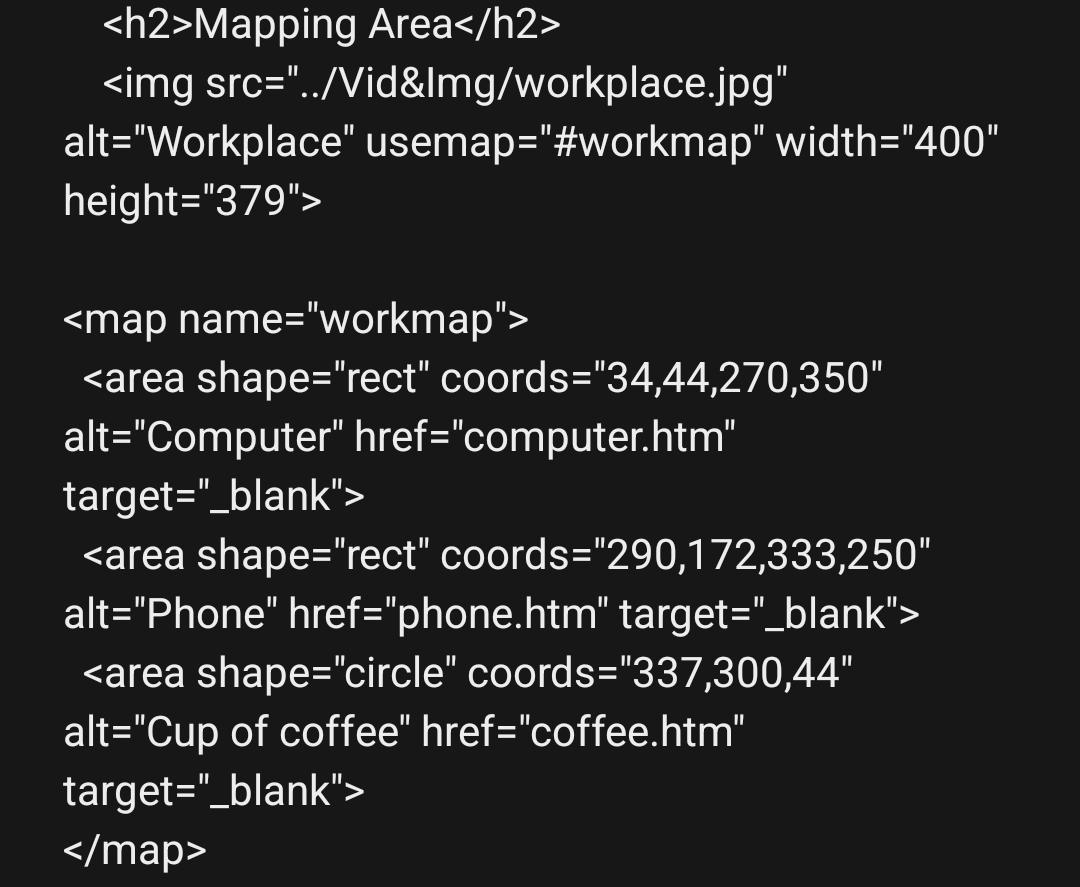 <h2>Mapping Area</h2>
<img src="../Vid&Img/workplace.jpg"
alt="Workplace" usemap="#workmap" width="400"
height="379">
<map name="workmap">
<area shape="rect" coords="34,44,270,350"
alt="Computer" href="computer.htm"
target="_blank">
<area shape="rect" coords="290,172,333,250"
alt="Phone" href="phone.htm" target="_blank">
<area shape="circle" coords="337,300,44"
alt="Cup of coffee" href="coffee.htm"
target="_blank">
</map>